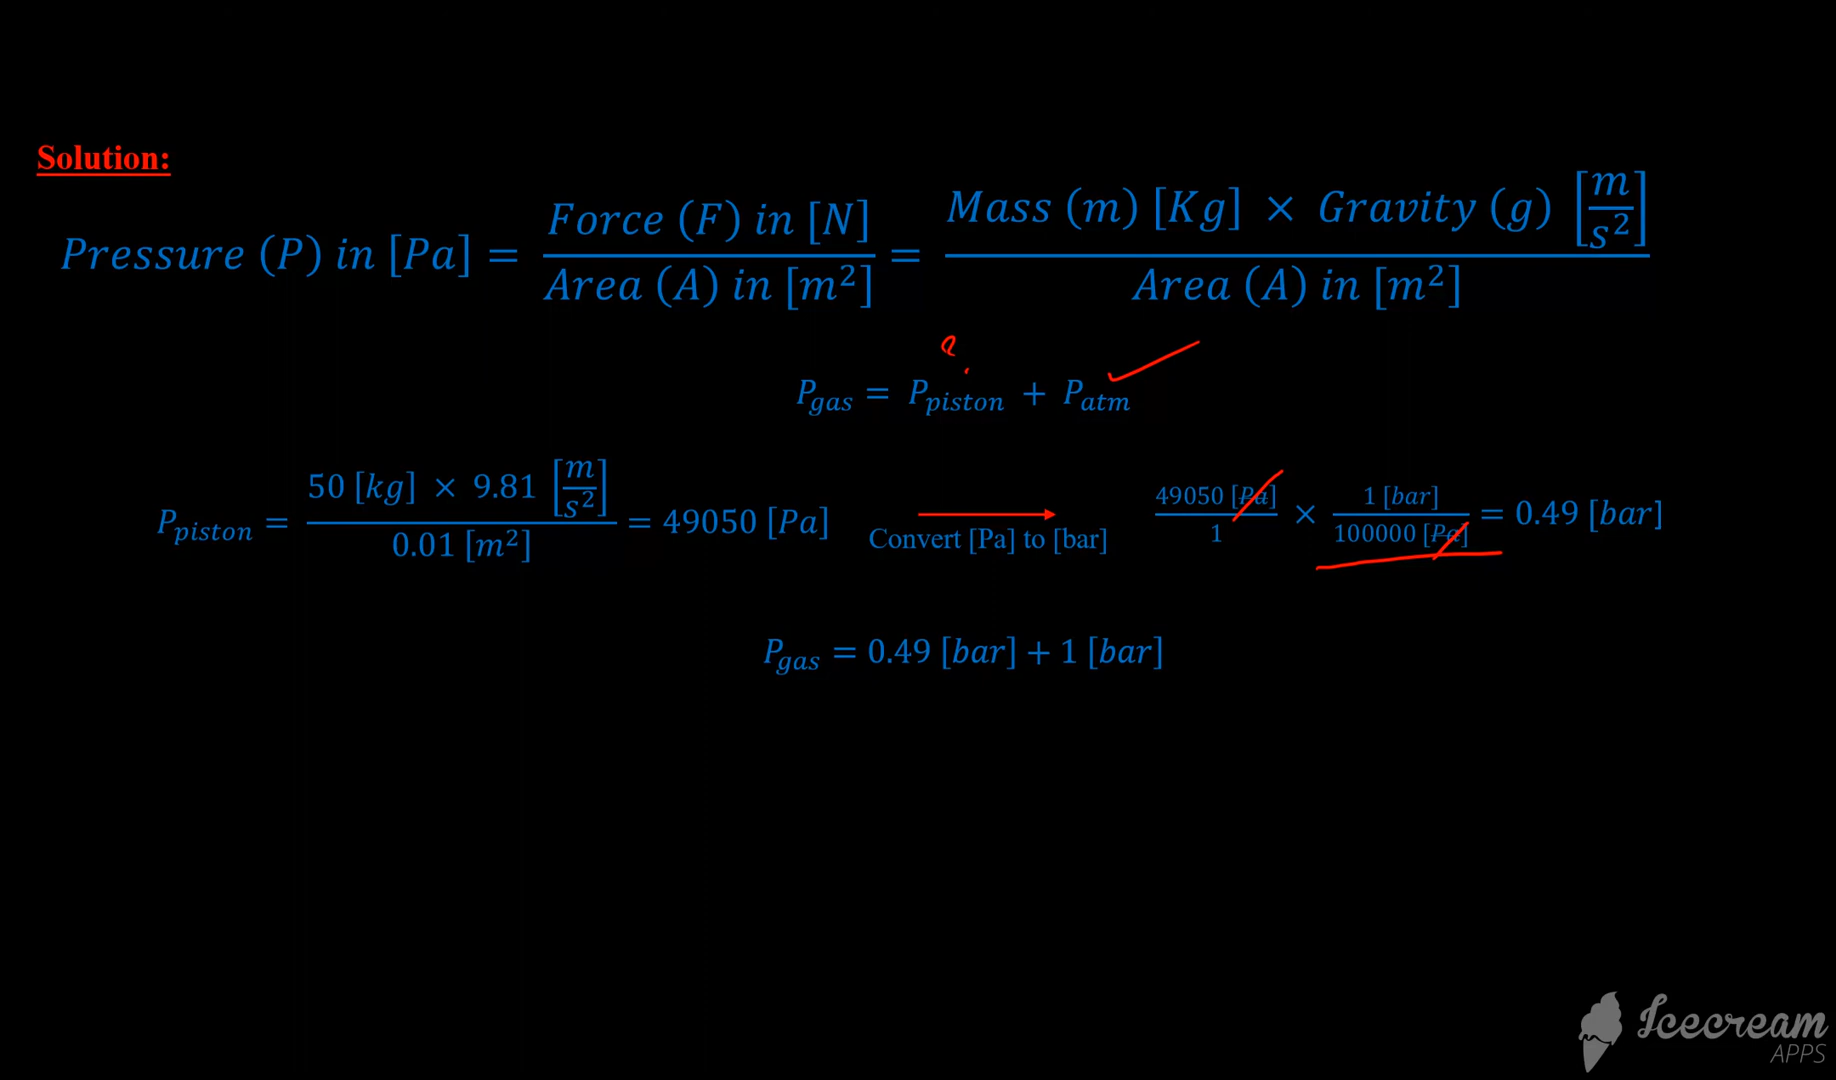 Solution:
Pressure (P) in [Pa] = Force (F) in [N] / Area (A) in [m²] = Mass (m) [Kg] × Gravity (g) [m/s²] / Area (A) in [m²]
P_gas = P_piston + P_atm
P_piston = 50 [kg] × 9.81 [m/s²] / 0.01 [m²] = 49050 [Pa] Convert [Pa] to [bar] 49050 [Pa] / 1 × 1 [bar] / 100000 [Pa] = 0.49 [bar]
P_gas = 0.49 [bar] + 1 [bar]
Icecream
APPS